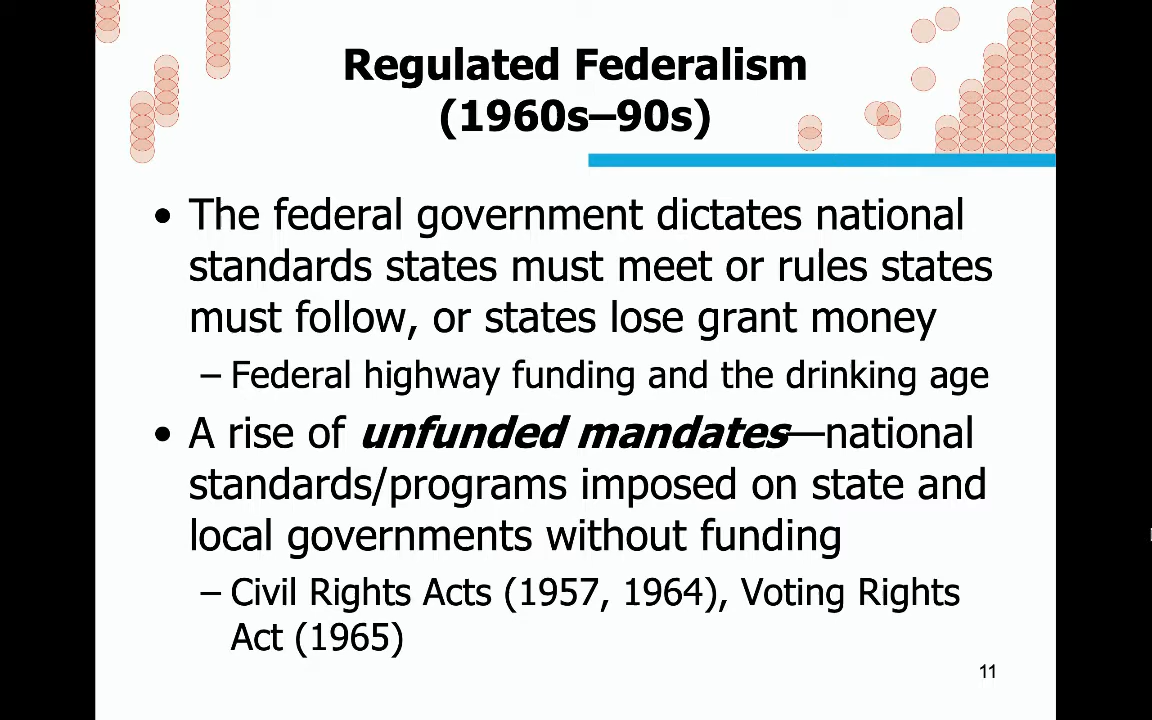 Regulated Federalism
(1960s–90s)
• The federal government dictates national
standards states must meet or rules states
must follow, or states lose grant money
– Federal highway funding and the drinking age
• A rise of unfunded mandates—national
standards/programs imposed on state and
local governments without funding
– Civil Rights Acts (1957, 1964), Voting Rights
Act (1965)
11